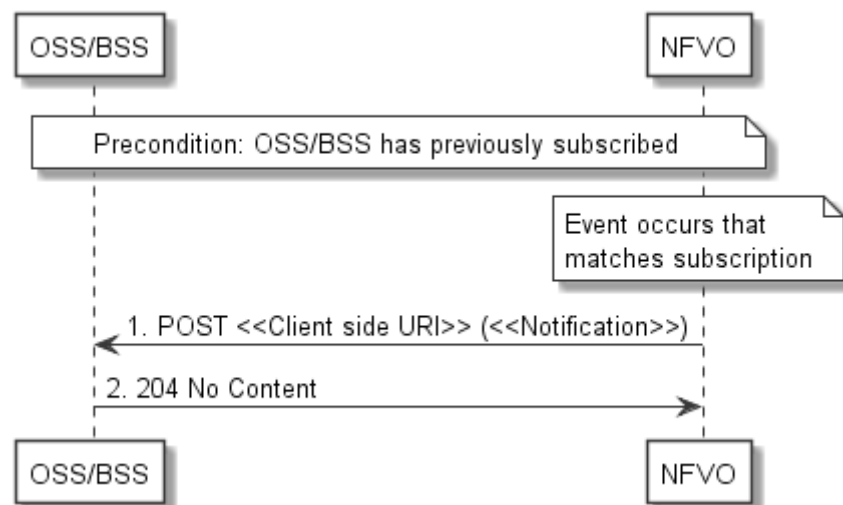 OSS/BSS
NFVO
Precondition: OSS/BSS has previously subscribed
Event occurs that
matches subscription
1. POST <<Client side URI>> (<<Notification>>)
2. 204 No Content
OSS/BSS
NFVO